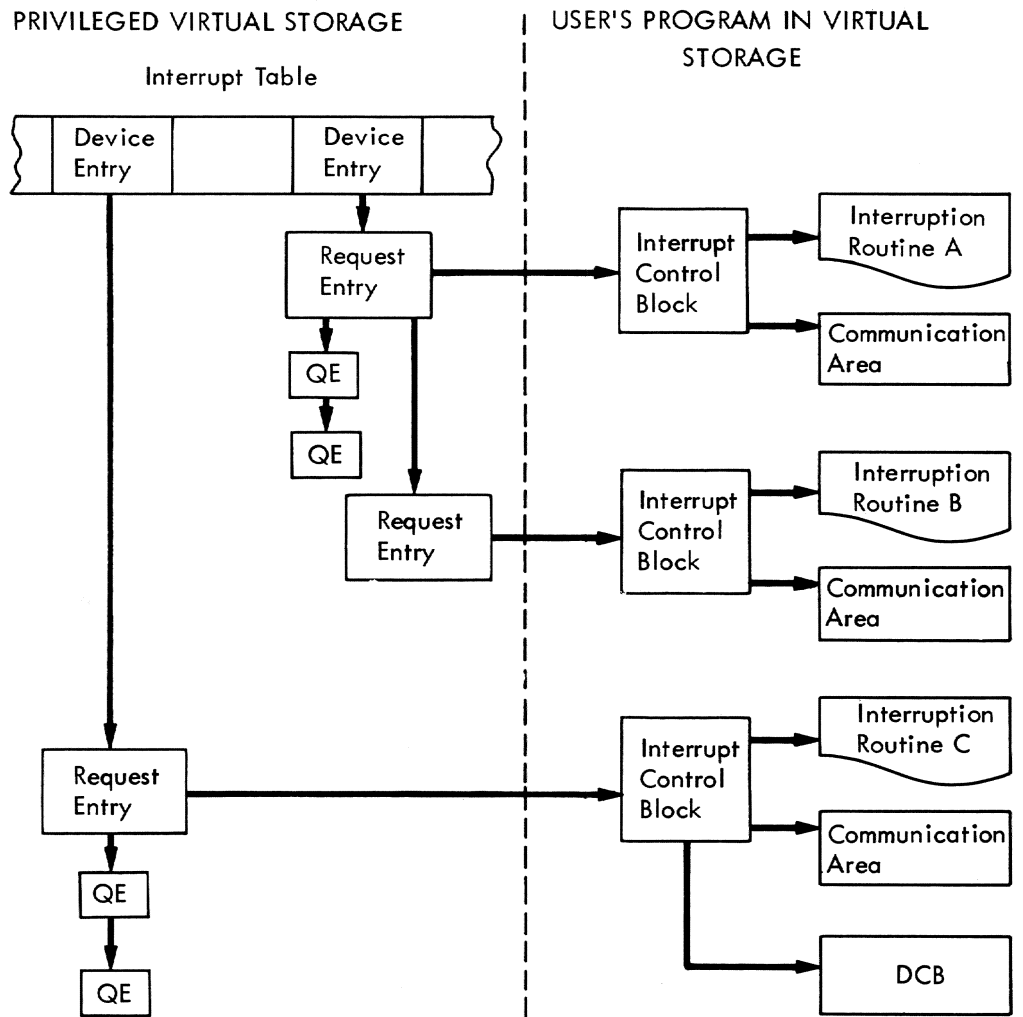 PRIVILEGED VIRTUAL STORAGE
USER'S PROGRAM IN VIRTUAL
STORAGE
Interrupt Table
Device
Entry
Device
Entry
Request
Entry
Interrupt
Control
Block
Interruption
Routine A
Communication
Area
QE
QE
Request
Entry
Interrupt
Control
Block
Interruption
Routine B
Communication
Area
Request
Entry
Interrupt
Control
Block
Interruption
Routine C
Communication
Area
QE
QE
DCB